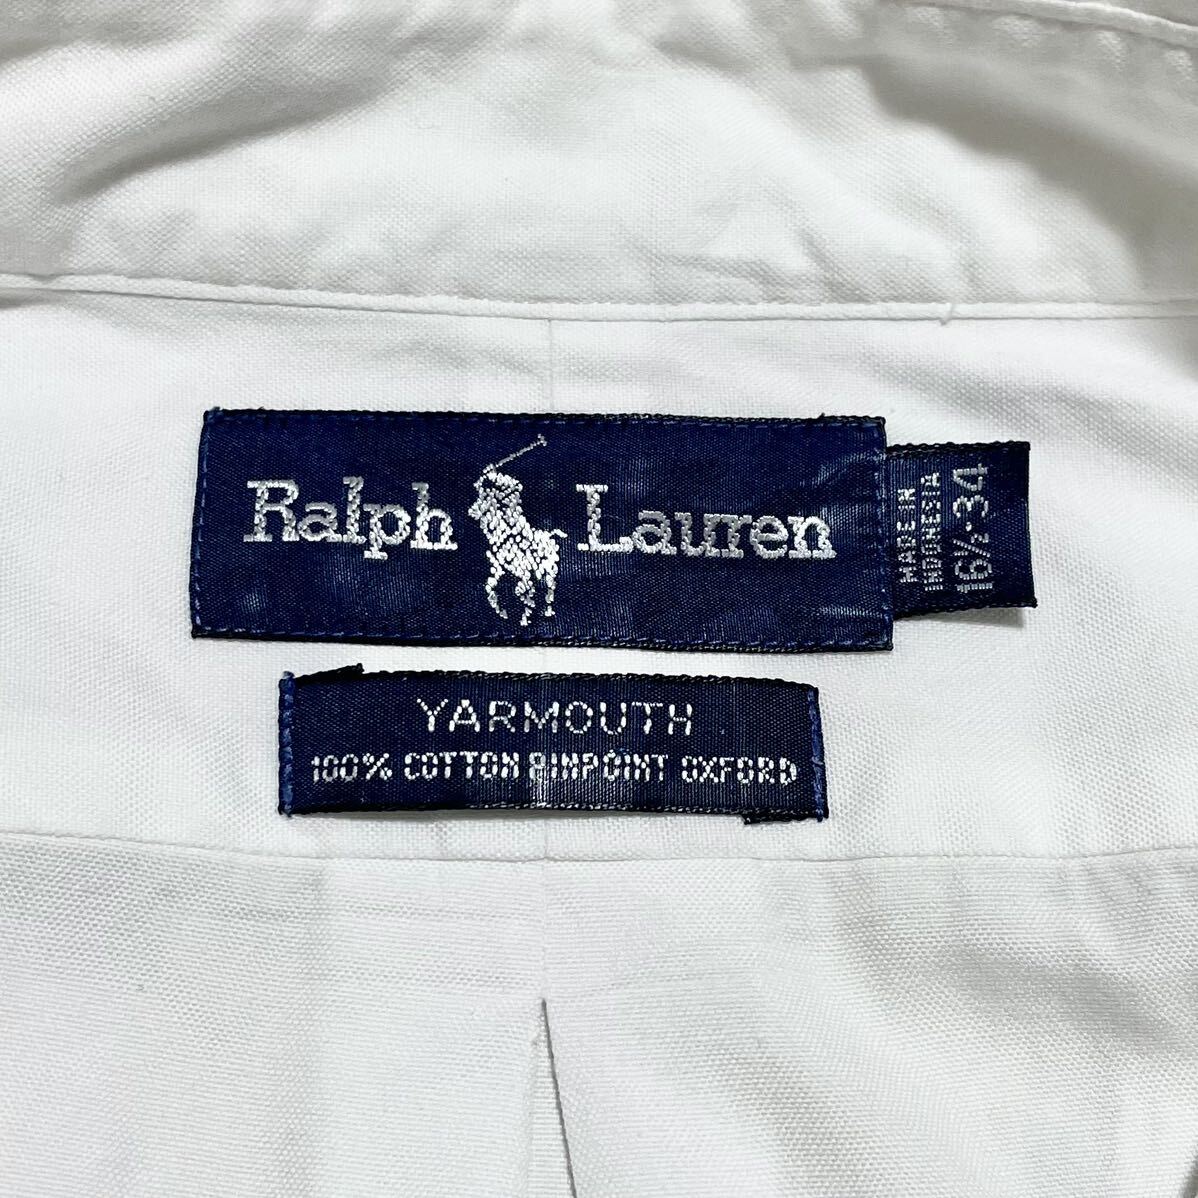 Ralph Lauren
MADE IN
INDONESIA
16½-34
YARMOUTH
100% COTTON PINPOINT OXFORD